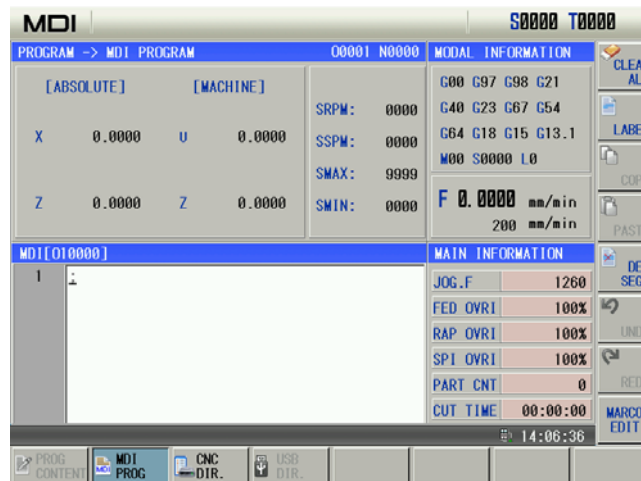 MDI S0000 T0000
PROGRAM -> MDI PROGRAM O0001 N0000
[ABSOLUTE] [MACHINE]
X 0.0000 U 0.0000
Z 0.0000 Z 0.0000
SRPM: 0000
SSPM: 0000
SMAX: 9999
SMIN: 0000
MODAL INFORMATION
G00 G97 G98 G21
G40 G23 G67 G54
G64 G18 G15 G13.1
M00 S0000 L0
F 0.0000 mm/min
200 mm/min
MDI[O10000]
1 ;
MAIN INFORMATION
JOG.F 1260
FED OVRI 100%
RAP OVRI 100%
SPI OVRI 100%
PART CNT 0
CUT TIME 00:00:00
14:06:36
CLEA
AL
LABE
COP
PAST
DE
SEG
UND
RED
MARCO
EDIT
PROG
CONTENT
MDI
PROG
CNC
DIR.
USB
DIR.